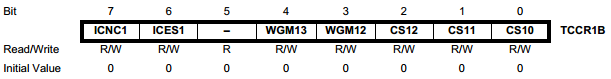 Bit 7 6 5 4 3 2 1 0
ICNC1 ICES1 – WGM13 WGM12 CS12 CS11 CS10 TCCR1B
Read/Write R/W R/W R R/W R/W R/W R/W R/W
Initial Value 0 0 0 0 0 0 0 0